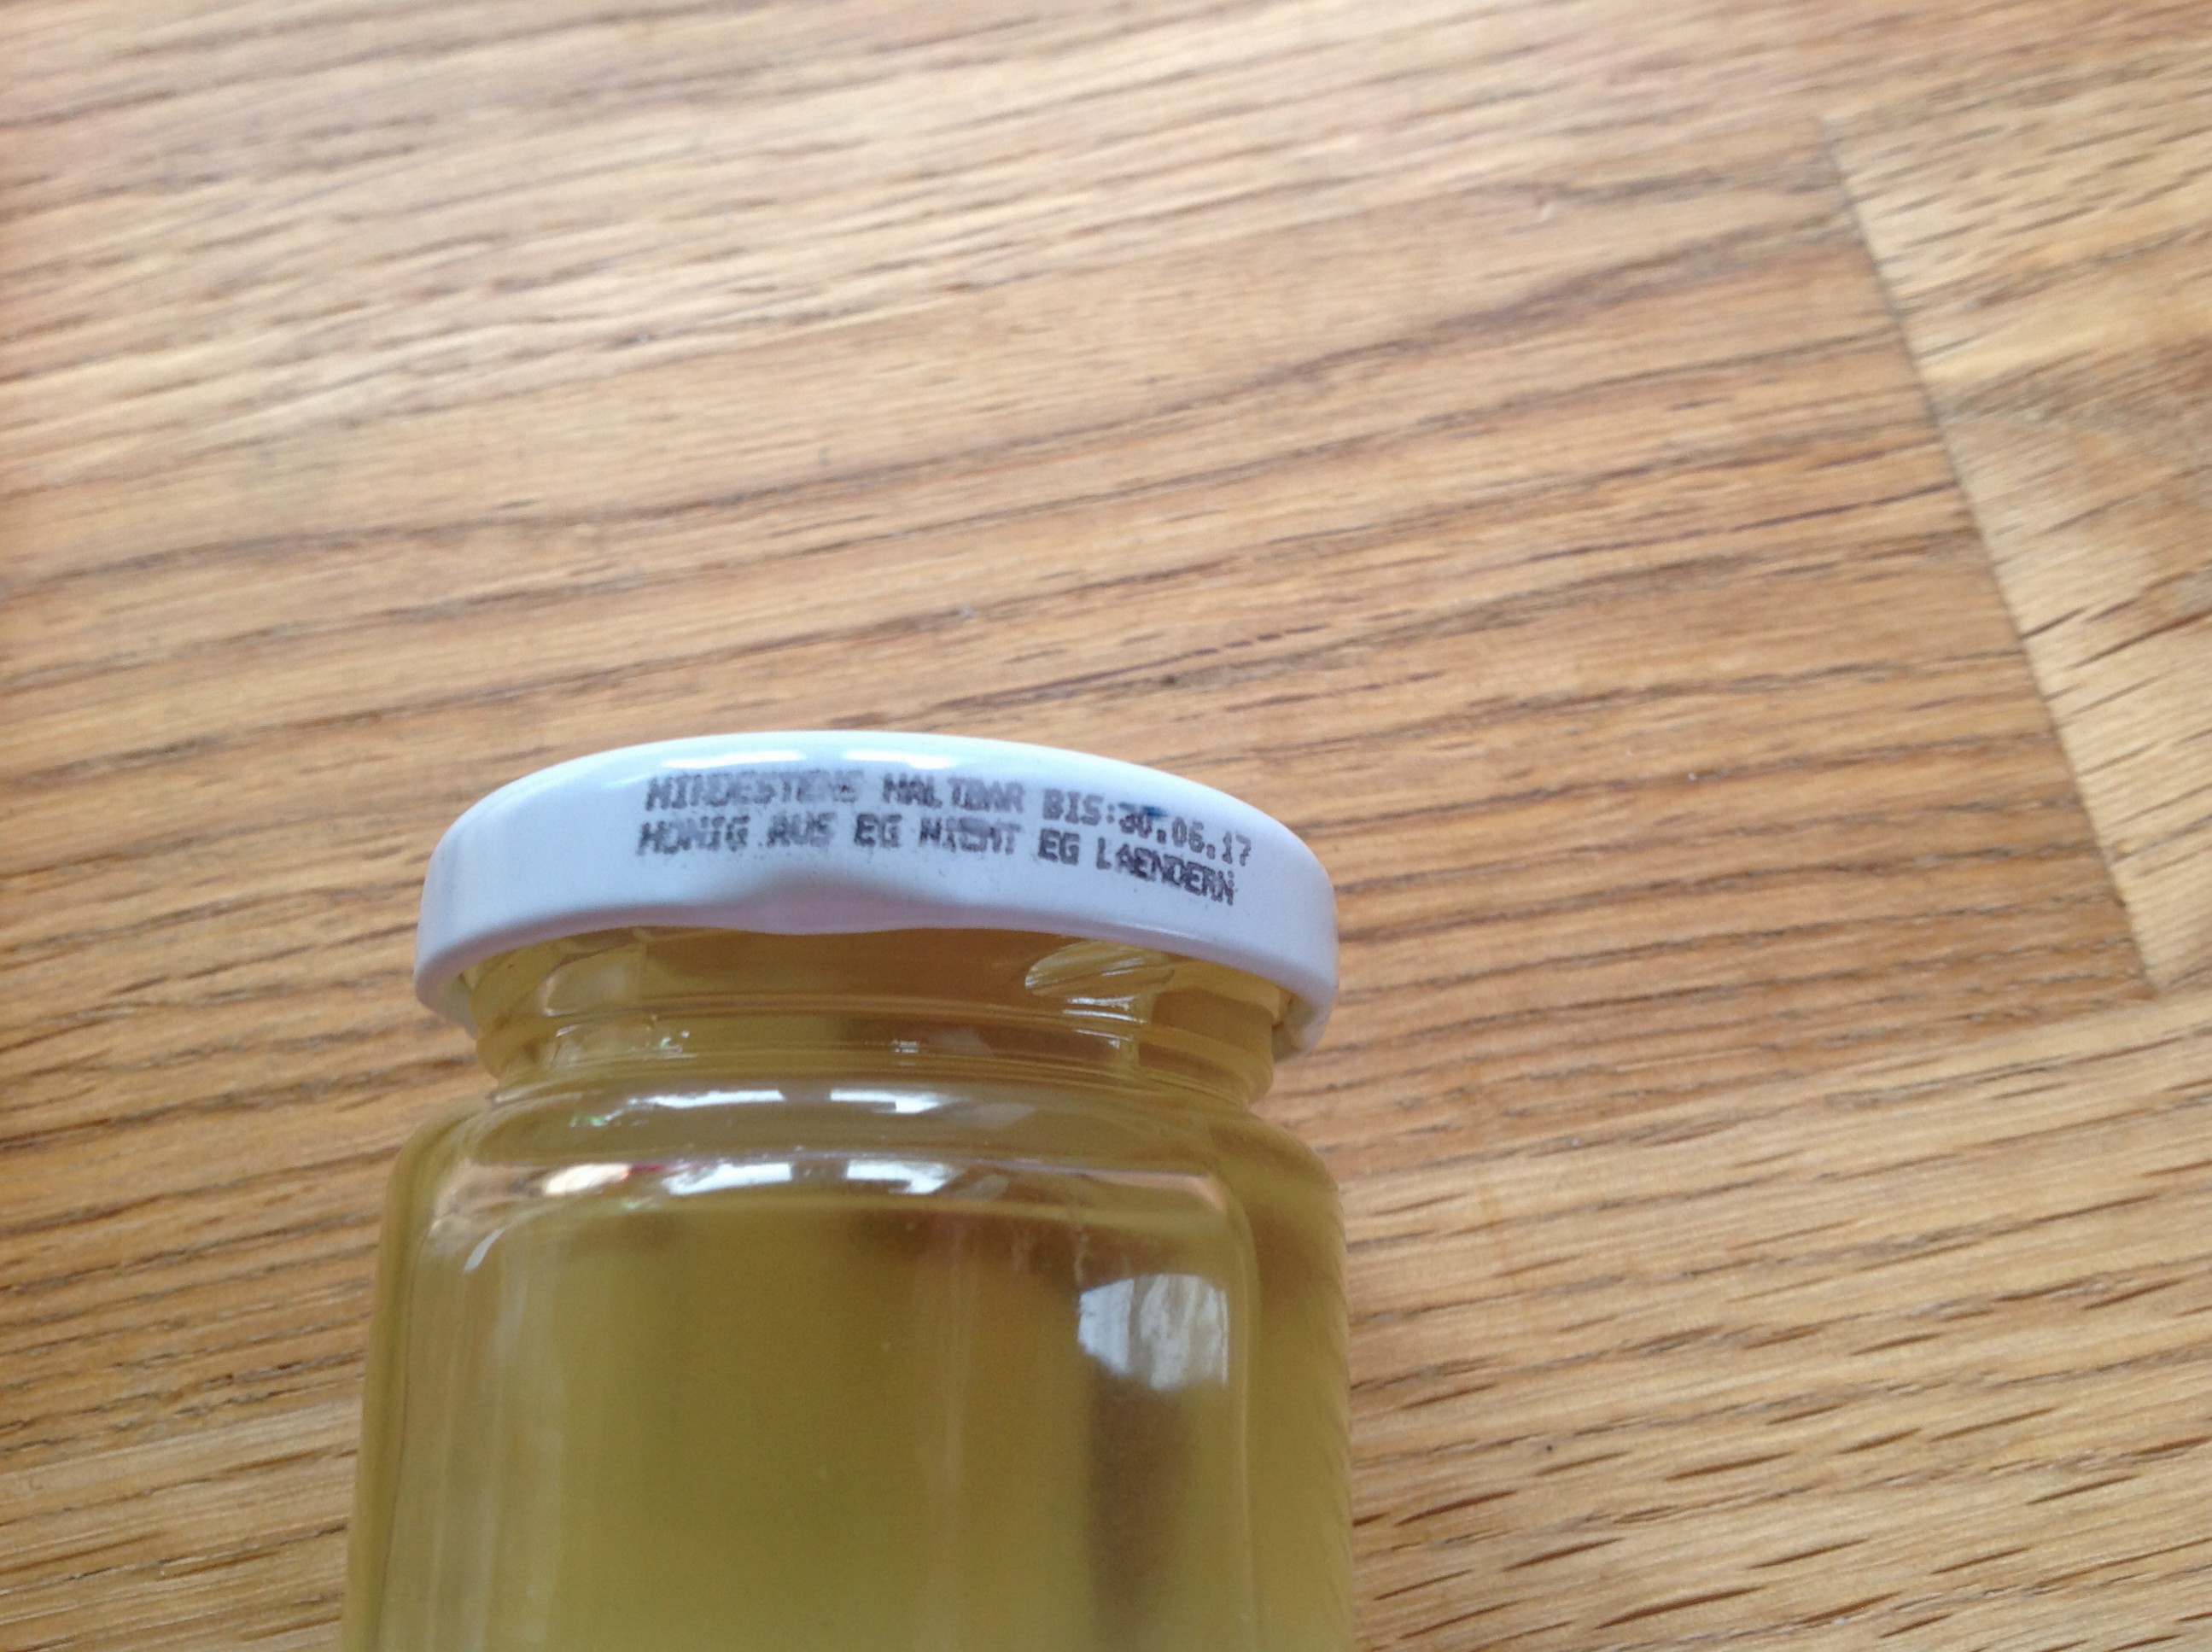 MINDESTENS HALTBAR BIS:30.06.17
HONIG AUS EG NICHT EG LAENDERN